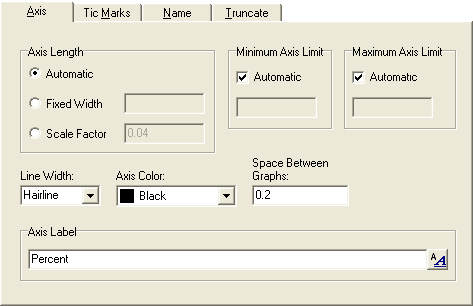 Axis Tic Marks Name Truncate
Axis Length
Automatic
Fixed Width
Scale Factor 0.04
Minimum Axis Limit
Automatic
Maximum Axis Limit
Automatic
Line Width:
Hairline
Axis Color:
Black
Space Between
Graphs:
0.2
Axis Label
Percent
AA